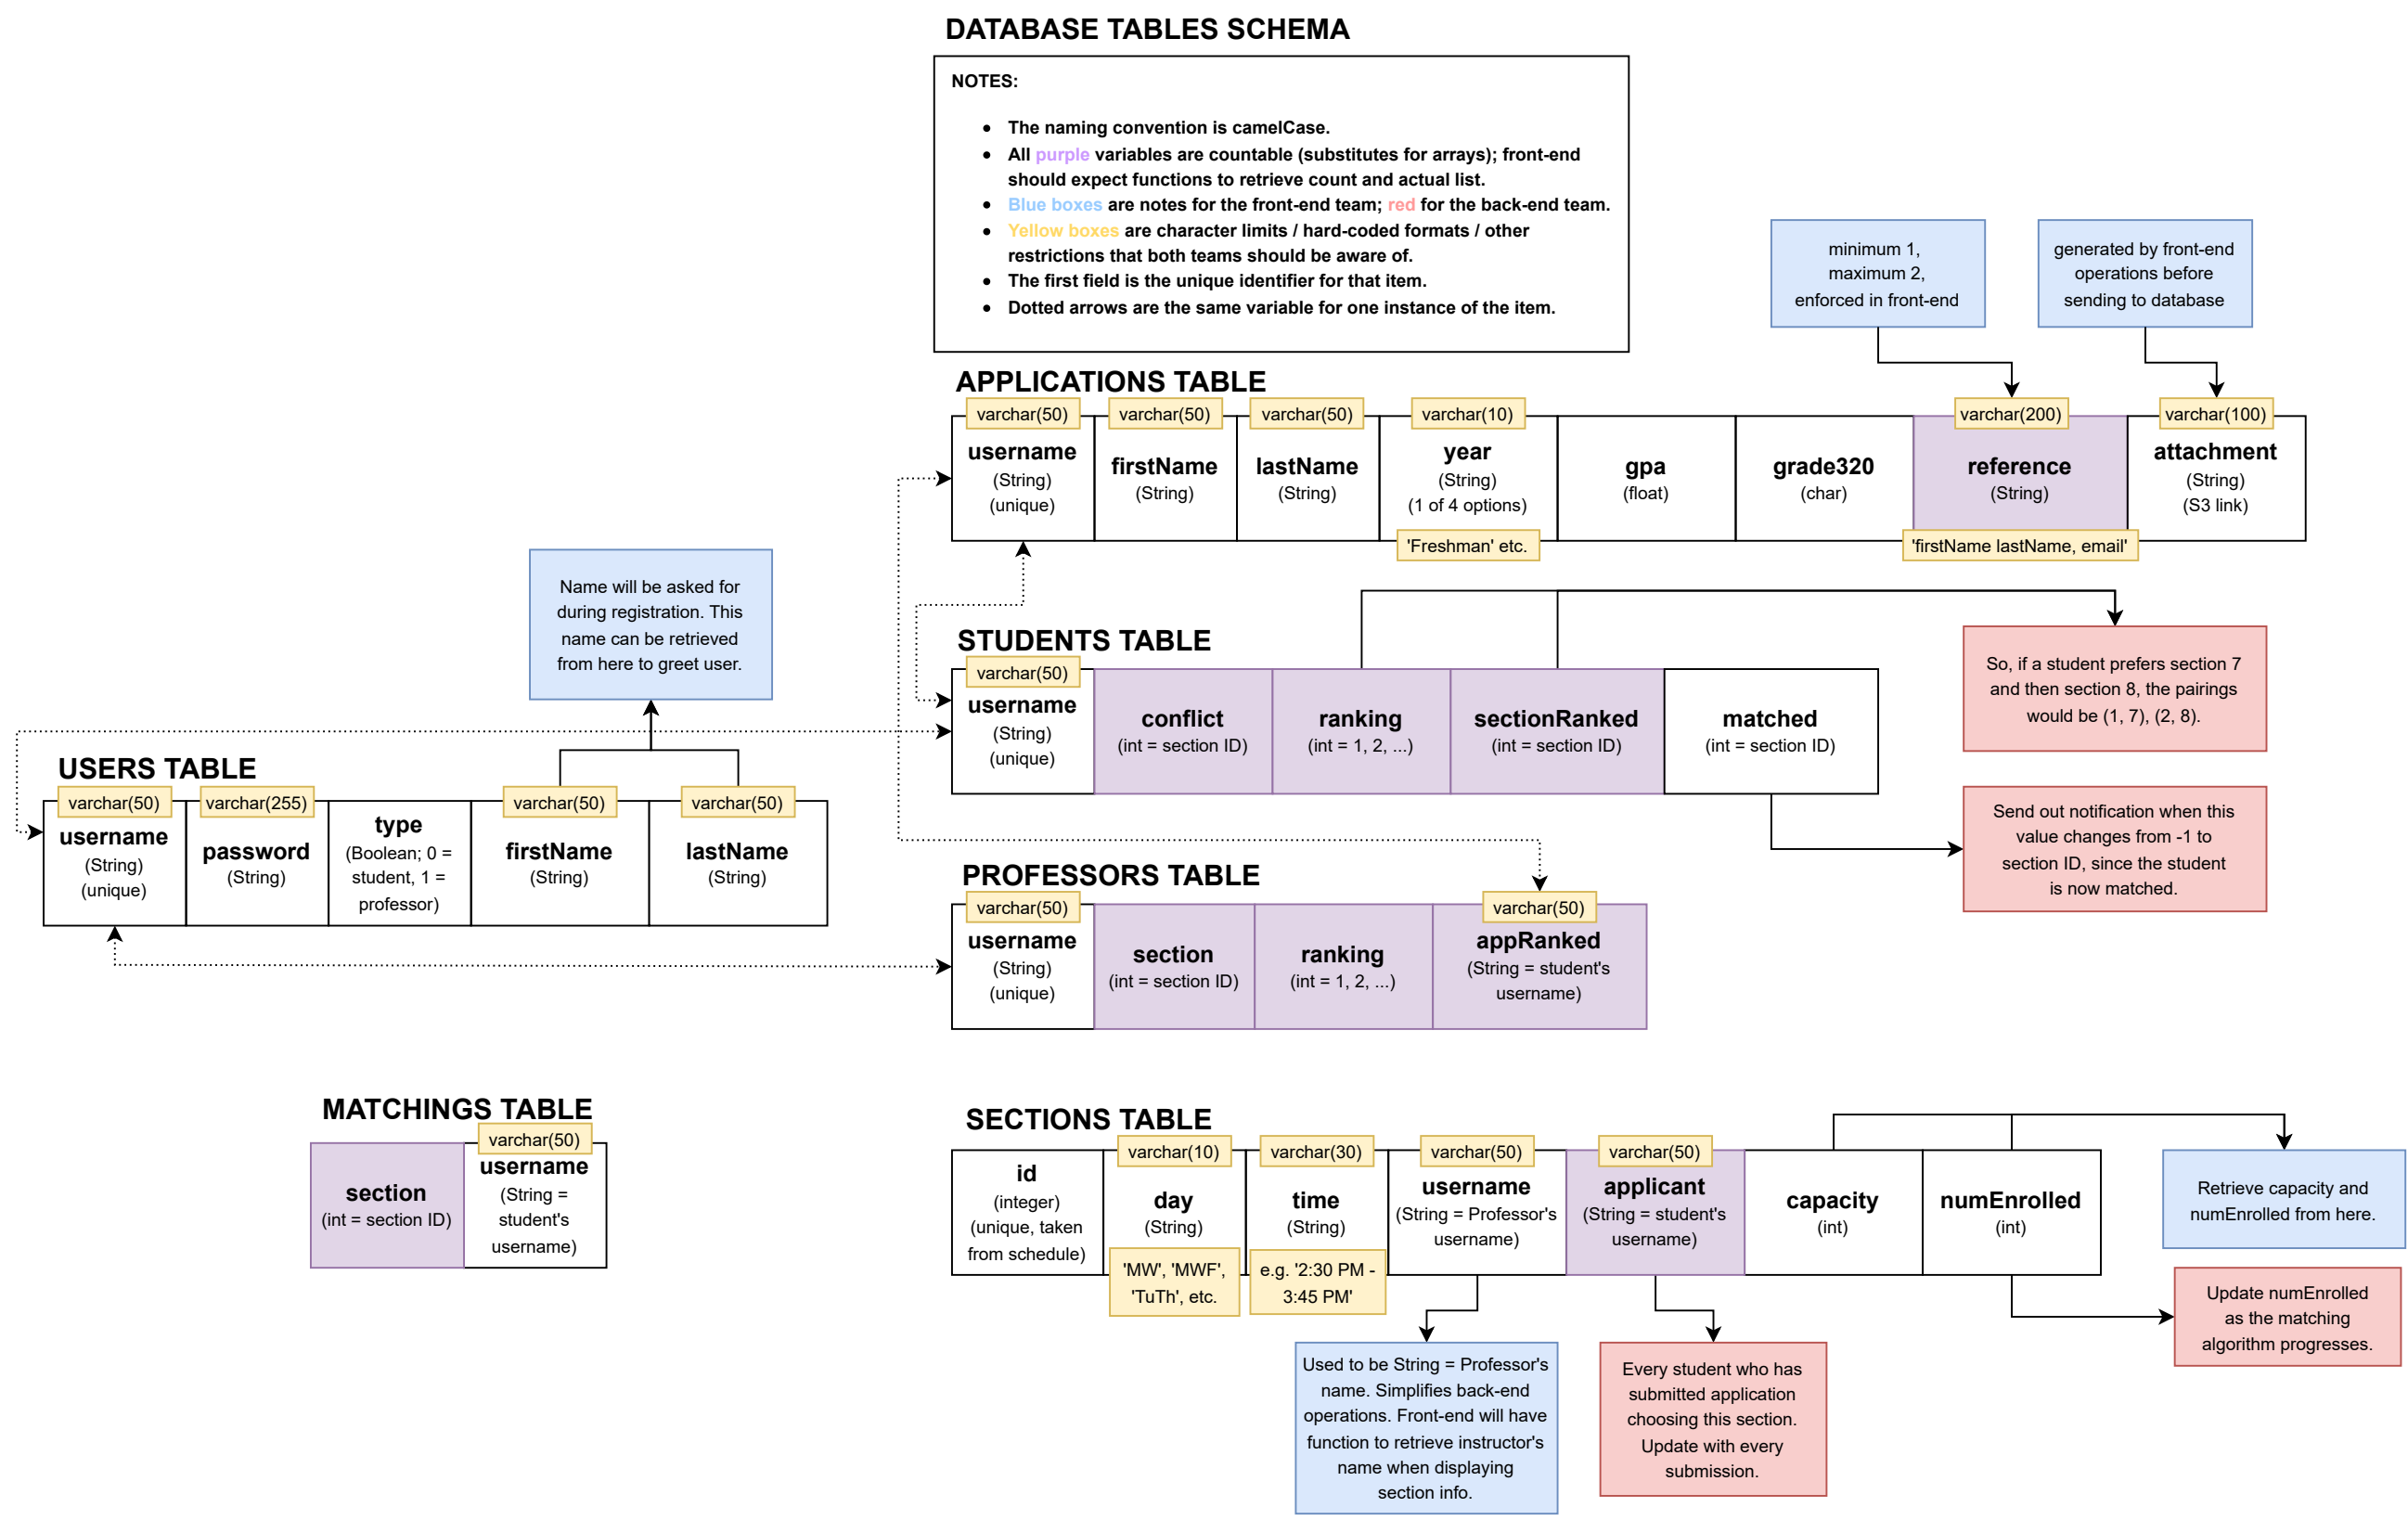 DATABASE TABLES SCHEMA
NOTES:
The naming convention is camelCase.
All purple variables are countable (substitutes for arrays); front-end
should expect functions to retrieve count and actual list.
Blue boxes are notes for the front-end team; red for the back-end team.
Yellow boxes are character limits / hard-coded formats / other
restrictions that both teams should be aware of.
The first field is the unique identifier for that item.
Dotted arrows are the same variable for one instance of the item.
minimum 1,
maximum 2,
enforced in front-end
generated by front-end
operations before
sending to database
APPLICATIONS TABLE
varchar(50)
username
(String)
(unique)
varchar(50)
firstName
(String)
varchar(50)
lastName
(String)
varchar(10)
year
(String)
(1 of 4 options)
'Freshman' etc.
gpa
(float)
grade320
(char)
varchar(200)
reference
(String)
'firstName lastName, email'
varchar(100)
attachment
(String)
(S3 link)
Name will be asked for
during registration. This
name can be retrieved
from here to greet user.
STUDENTS TABLE
varchar(50)
username
(String)
(unique)
conflict
(int = section ID)
ranking
(int = 1, 2, ...)
sectionRanked
(int = section ID)
matched
(int = section ID)
So, if a student prefers section 7
and then section 8, the pairings
would be (1, 7), (2, 8).
Send out notification when this
value changes from -1 to
section ID, since the student
is now matched.
USERS TABLE
varchar(50)
username
(String)
(unique)
varchar(255)
password
(String)
type
(Boolean; 0 =
student, 1 =
professor)
varchar(50)
firstName
(String)
varchar(50)
lastName
(String)
PROFESSORS TABLE
varchar(50)
username
(String)
(unique)
section
(int = section ID)
ranking
(int = 1, 2, ...)
varchar(50)
appRanked
(String = student's
username)
MATCHINGS TABLE
section
(int = section ID)
varchar(50)
username
(String =
student's
username)
SECTIONS TABLE
id
(integer)
(unique, taken
from schedule)
varchar(10)
day
(String)
'MW', 'MWF',
'TuTh', etc.
varchar(30)
time
(String)
e.g. '2:30 PM -
3:45 PM'
varchar(50)
username
(String = Professor's
username)
varchar(50)
applicant
(String = student's
username)
capacity
(int)
numEnrolled
(int)
Retrieve capacity and
numEnrolled from here.
Update numEnrolled
as the matching
algorithm progresses.
Used to be String = Professor's
name. Simplifies back-end
operations. Front-end will have
function to retrieve instructor's
name when displaying
section info.
Every student who has
submitted application
choosing this section.
Update with every
submission.